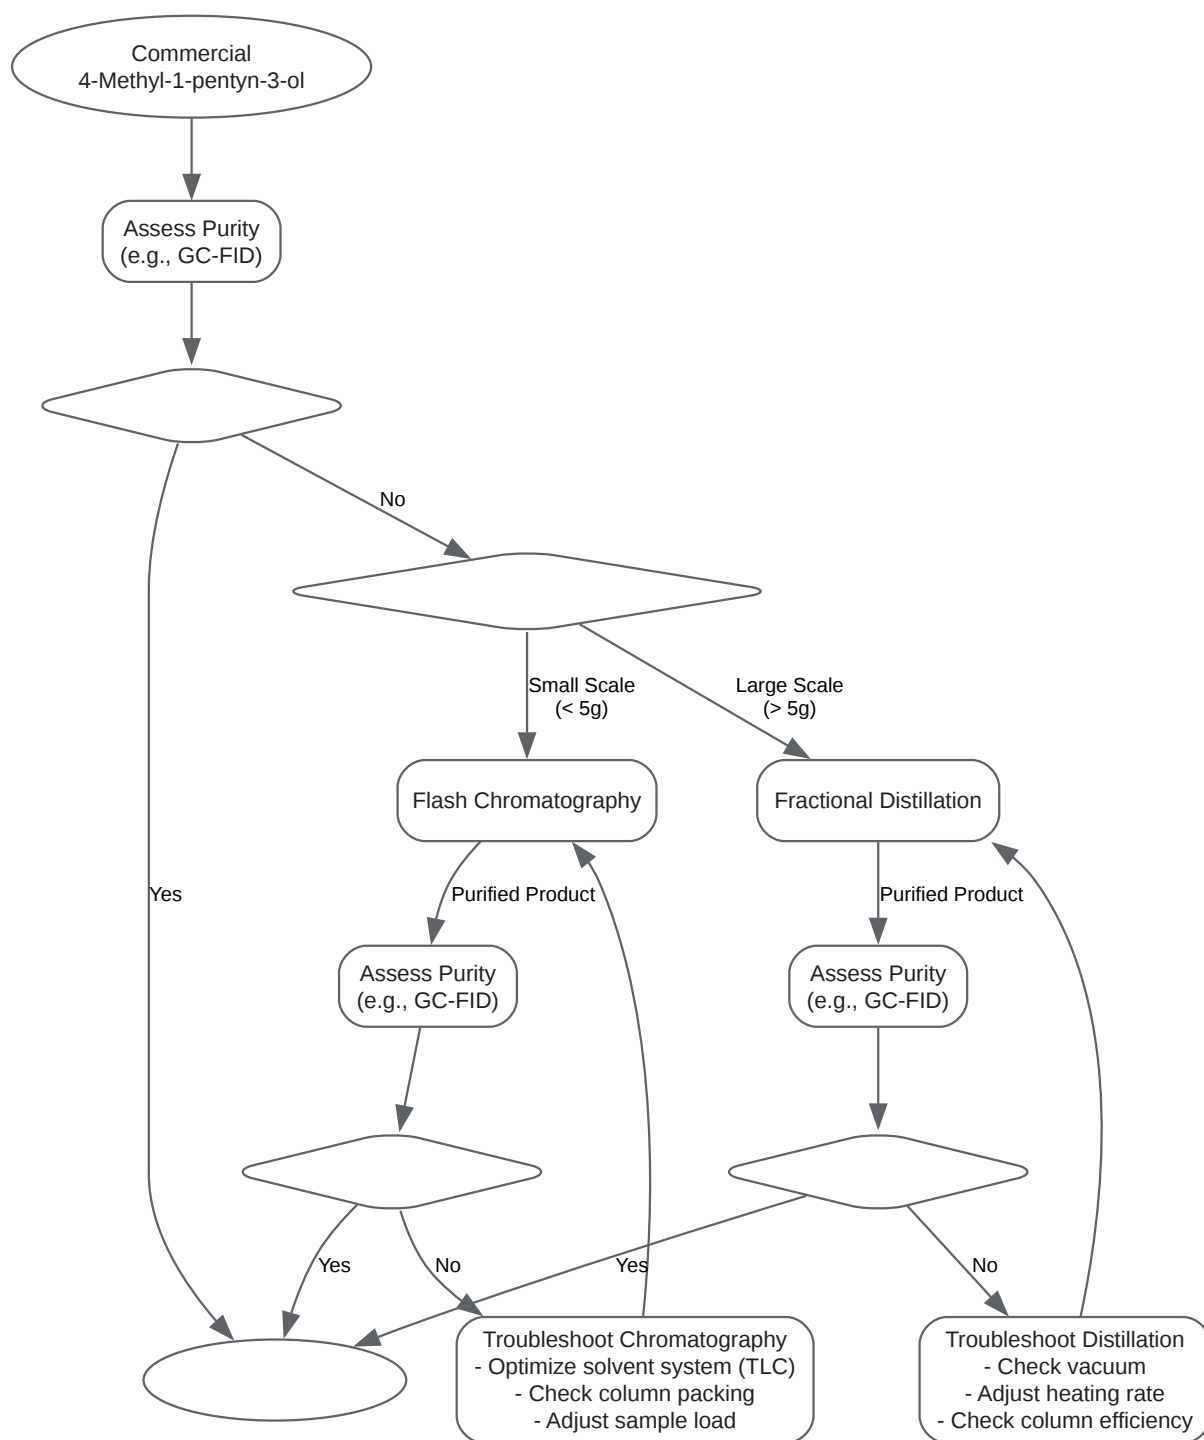 Commercial
4-Methyl-1-pentyn-3-ol
Assess Purity
(e.g., GC-FID)
No
Small Scale
(< 5g)
Large Scale
(> 5g)
Flash Chromatography
Fractional Distillation
Yes
Purified Product
Purified Product
Assess Purity
(e.g., GC-FID)
Assess Purity
(e.g., GC-FID)
Yes
No
Yes
No
Troubleshoot Chromatography
- Optimize solvent system (TLC)
- Check column packing
- Adjust sample load
Troubleshoot Distillation
- Check vacuum
- Adjust heating rate
- Check column efficiency